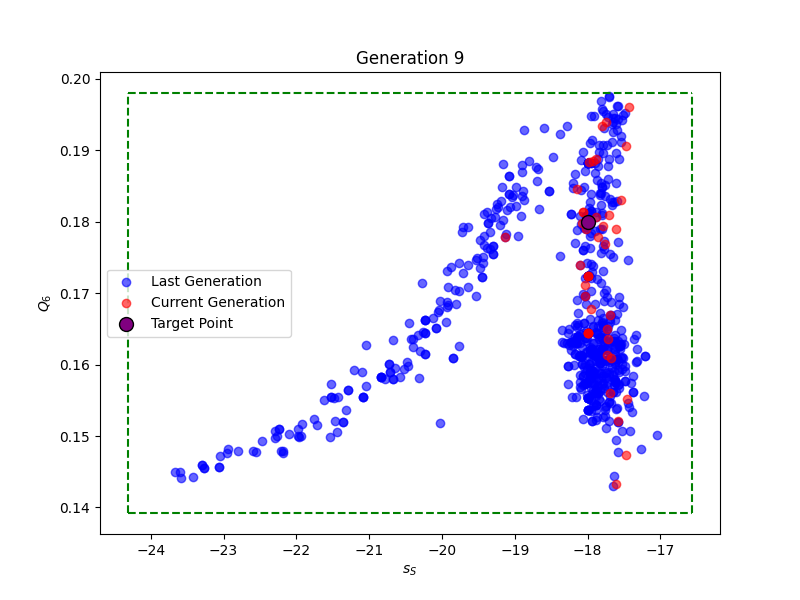 Generation 9
0.20
0.19
0.18
0.17
0.16
0.15
0.14
Q6
Last Generation
Current Generation
Target Point
−24 −23 −22 −21 −20 −19 −18 −17
sS